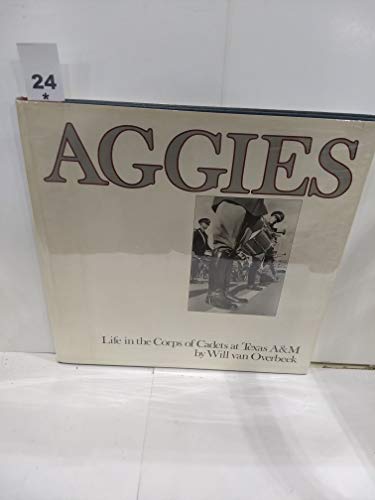 24
*
AGGIES
Life in the Corps of Cadets at Texas A&M
by Will van Overbeek